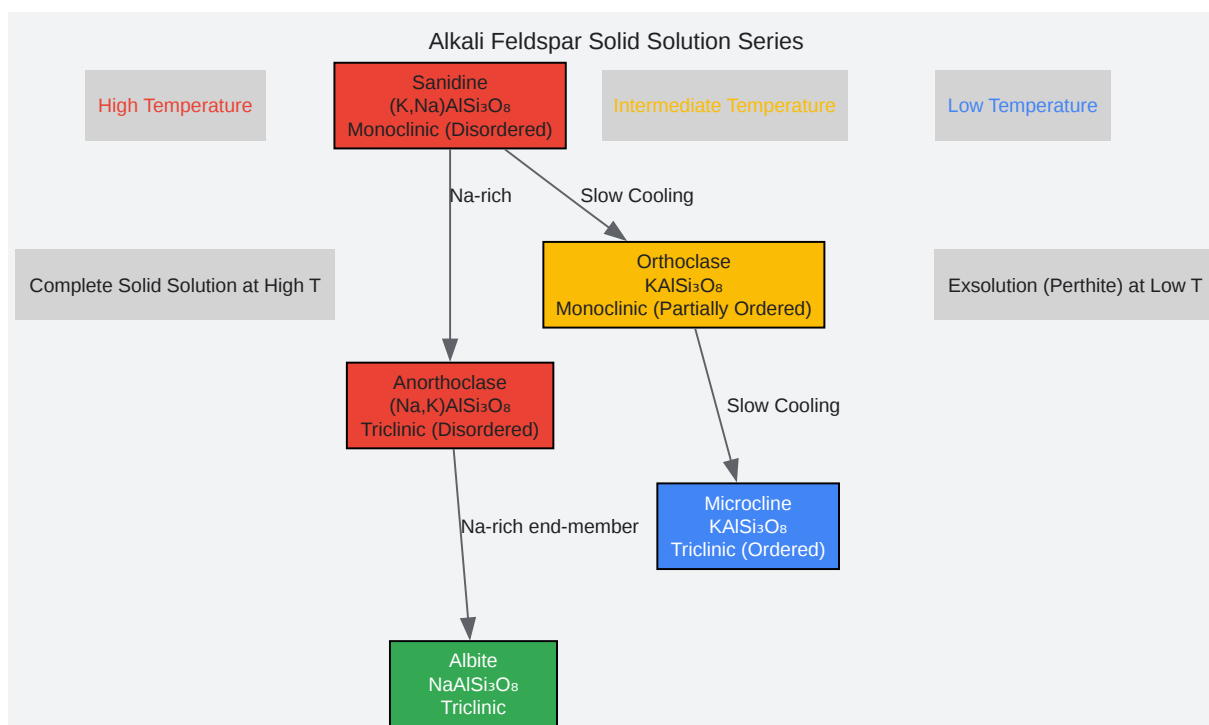 Alkali Feldspar Solid Solution Series
High Temperature
Sanidine
(K,Na)AlSi₃O₈
Monoclinic (Disordered)
Intermediate Temperature
Low Temperature
Na-rich
Slow Cooling
Complete Solid Solution at High T
Orthoclase
KAlSi₃O₈
Monoclinic (Partially Ordered)
Exsolution (Perthite) at Low T
Anorthoclase
(Na,K)AlSi₃O₈
Triclinic (Disordered)
Slow Cooling
Na-rich end-member
Microcline
KAlSi₃O₈
Triclinic (Ordered)
Albite
NaAlSi₃O₈
Triclinic